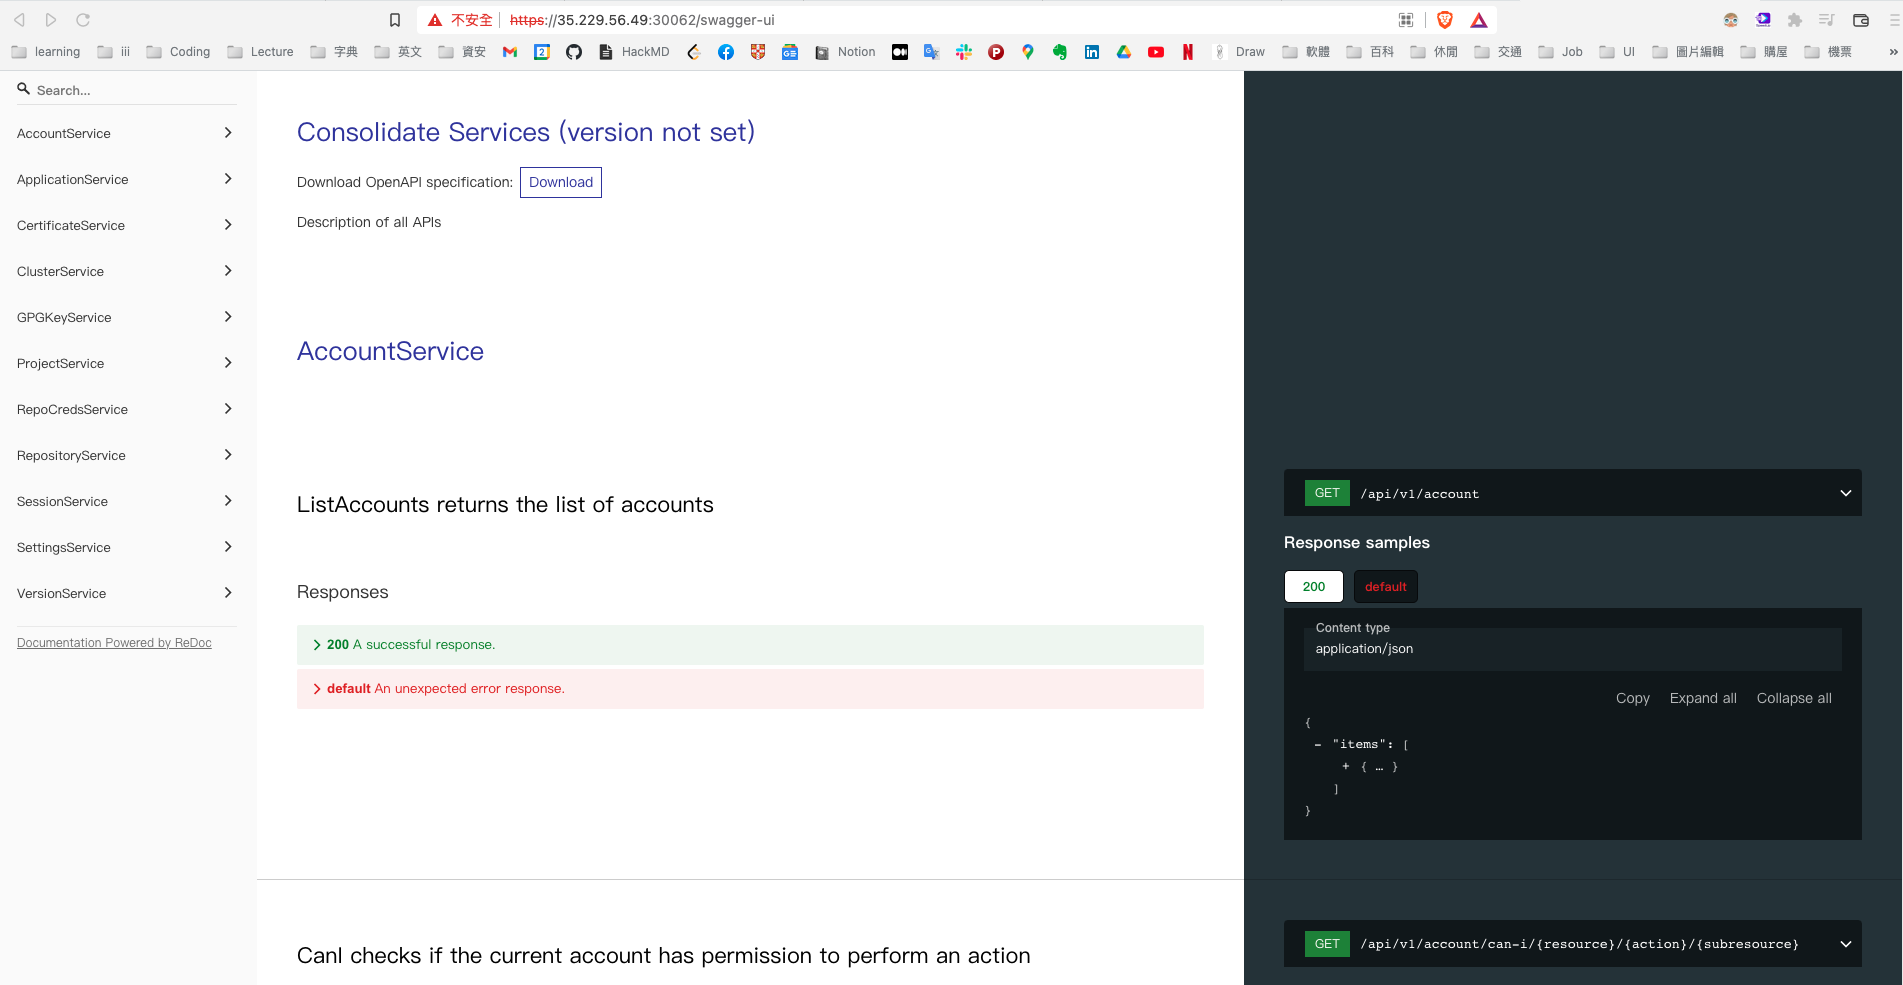 不安全 https://35.229.56.49:30062/swagger-ui
learning iii Coding Lecture 字典 英文 資安 HackMD Notion Draw 軟體 百科 休閒 交通 Job UI 圖片編輯 購屋 機票 »
Search...
AccountService
ApplicationService
CertificateService
ClusterService
GPGKeyService
ProjectService
RepoCredsService
RepositoryService
SessionService
SettingsService
VersionService
Documentation Powered by ReDoc
Consolidate Services (version not set)
Download OpenAPI specification: Download
Description of all APIs
AccountService
ListAccounts returns the list of accounts
Responses
200 A successful response.
default An unexpected error response.
CanI checks if the current account has permission to perform an action
GET /api/v1/account
Response samples
200 default
Content type
application/json
Copy Expand all Collapse all
{
- "items": [
+ { … }
]
}
GET /api/v1/account/can-i/{resource}/{action}/{subresource}